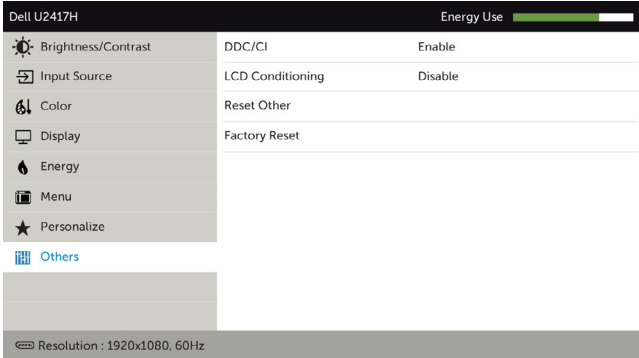 Dell U2417H Energy Use
Brightness/Contrast DDC/CI Enable
Input Source LCD Conditioning Disable
Color Reset Other
Display Factory Reset
Energy
Menu
Personalize
Others
Resolution : 1920x1080, 60Hz